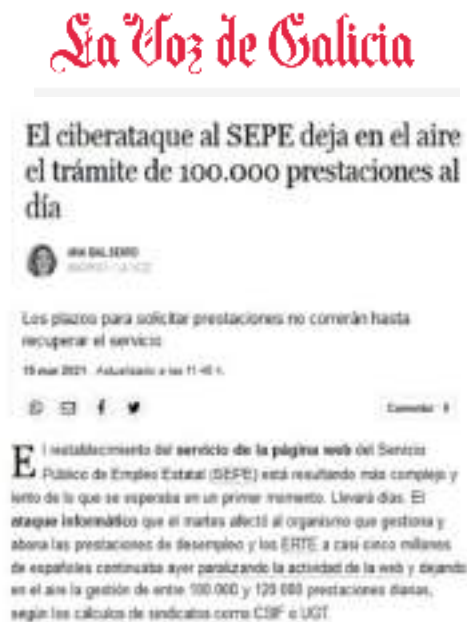 La Voz de Galicia
El ciberataque al SEPE deja en el aire
el trámite de 100.000 prestaciones al
día
Los plazos para solicitar prestaciones no correrán hasta
recuperar el servicio
2021 Actualizado a las
Comentar
El restablecimiento del servicio de la página web del Servicio
Público de Empleo Estatal (SEPE) está resultando más complejo y
lento de lo que se esperaba en un primer momento. Llevará días. El
ataque informático que el martes afectó al organismo que gestiona y
abona las prestaciones de desempleo y los ERTE a casi cinco millones
de españoles continuaba ayer paralizando la actividad de la web y dejando
en el aire la gestión de entre 100.000 y 120.000 prestaciones diarias,
según los cálculos de sindicatos como CSIF o UGT.